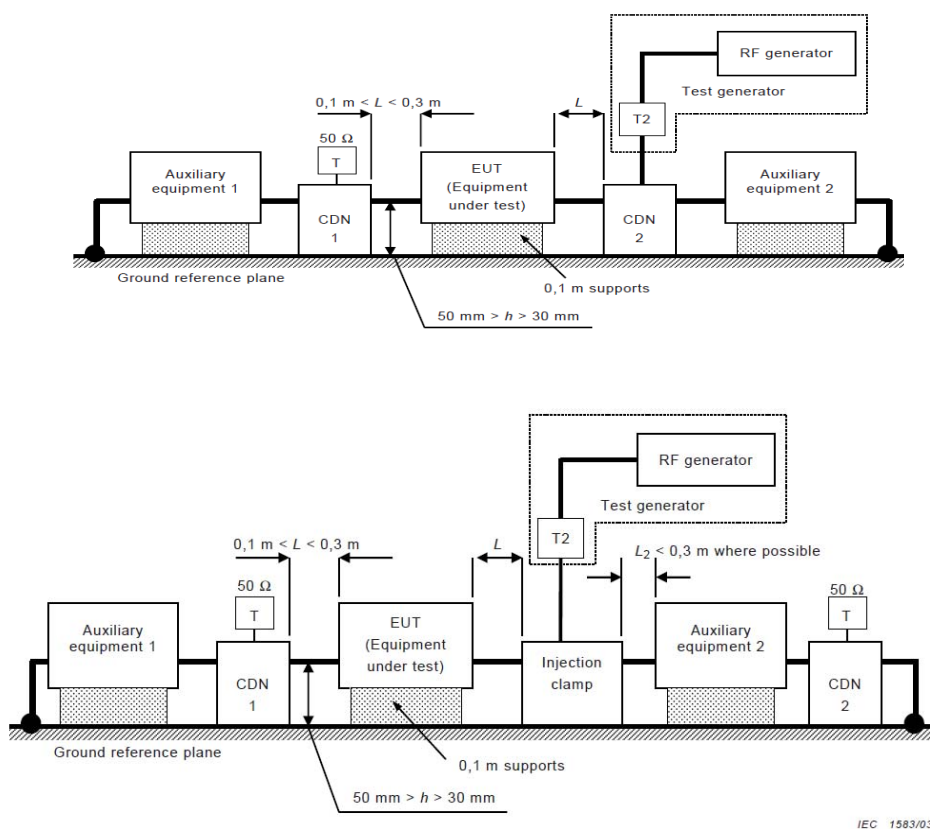 RF generator
Test generator
0,1 m < L < 0,3 m
L
T2
50 Ω
T
Auxiliary
equipment 1
EUT
(Equipment
under test)
Auxiliary
equipment 2
CDN
1
CDN
2
Ground reference plane
0,1 m supports
50 mm > h > 30 mm
RF generator
Test generator
0,1 m < L < 0,3 m
L
T2
L2 < 0,3 m where possible
50 Ω
T
50 Ω
T
Auxiliary
equipment 1
EUT
(Equipment
under test)
Injection
clamp
Auxiliary
equipment 2
CDN
1
CDN
2
Ground reference plane
0,1 m supports
50 mm > h > 30 mm
IEC 1583/03